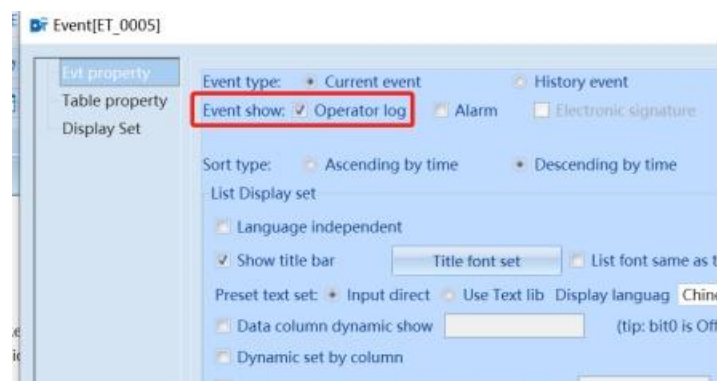 Event[ET_0005]
Evt property
Table property
Display Set
Event type: Current event History event
Event show: Operator log Alarm Electronic signature
Sort type: Ascending by time Descending by time
List Display set
Language independent
Show title bar Title font set List font same as t
Preset text set: Input direct Use Text lib Display languag Chine
Data column dynamic show (tip: bit0 is Off
Dynamic set by column